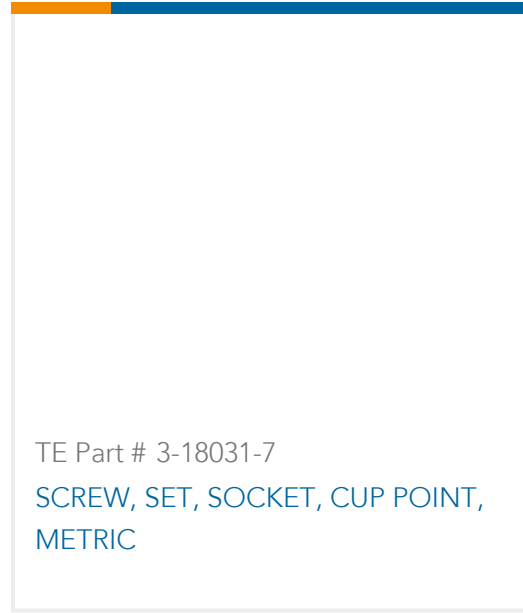 TE Part # 3-18031-7
SCREW, SET, SOCKET, CUP POINT,
METRIC